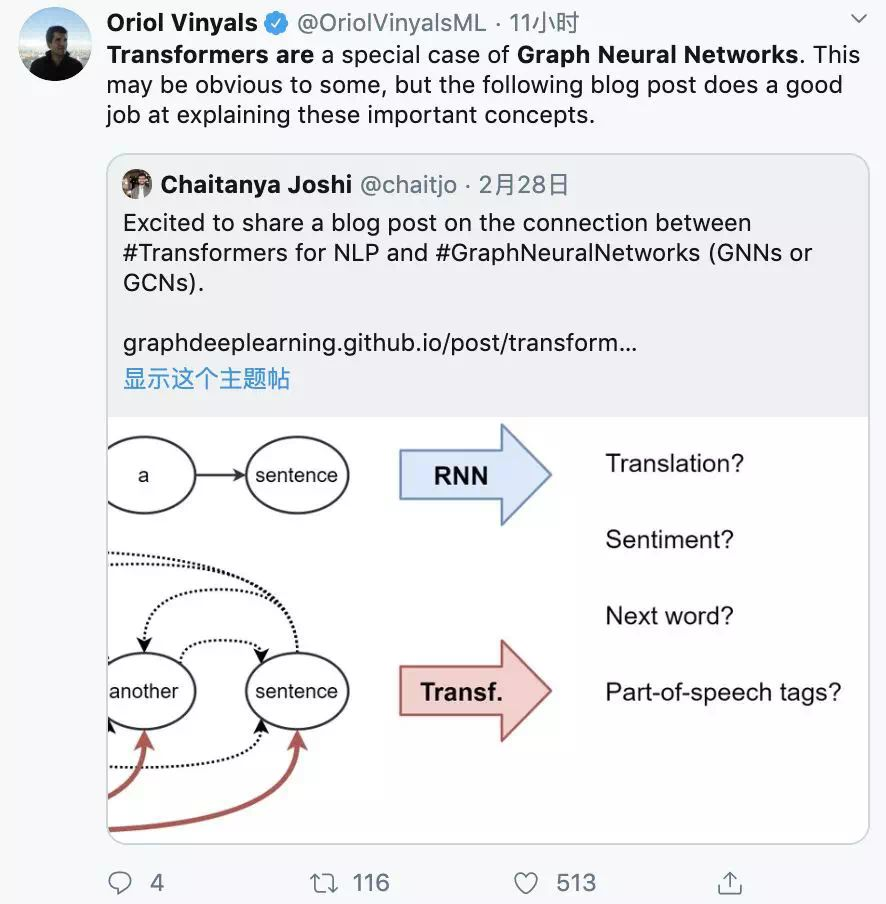 Oriol Vinyals @OriolVinyalsML · 11小时
Transformers are a special case of Graph Neural Networks. This
may be obvious to some, but the following blog post does a good
job at explaining these important concepts.
Chaitanya Joshi @chaitjo · 2月28日
Excited to share a blog post on the connection between
#Transformers for NLP and #GraphNeuralNetworks (GNNs or
GCNs).
graphdeeplearning.github.io/post/transform...
显示这个主题帖
a
sentence
RNN
Translation?
Sentiment?
Next word?
another
sentence
Transf.
Part-of-speech tags?
4
116
513